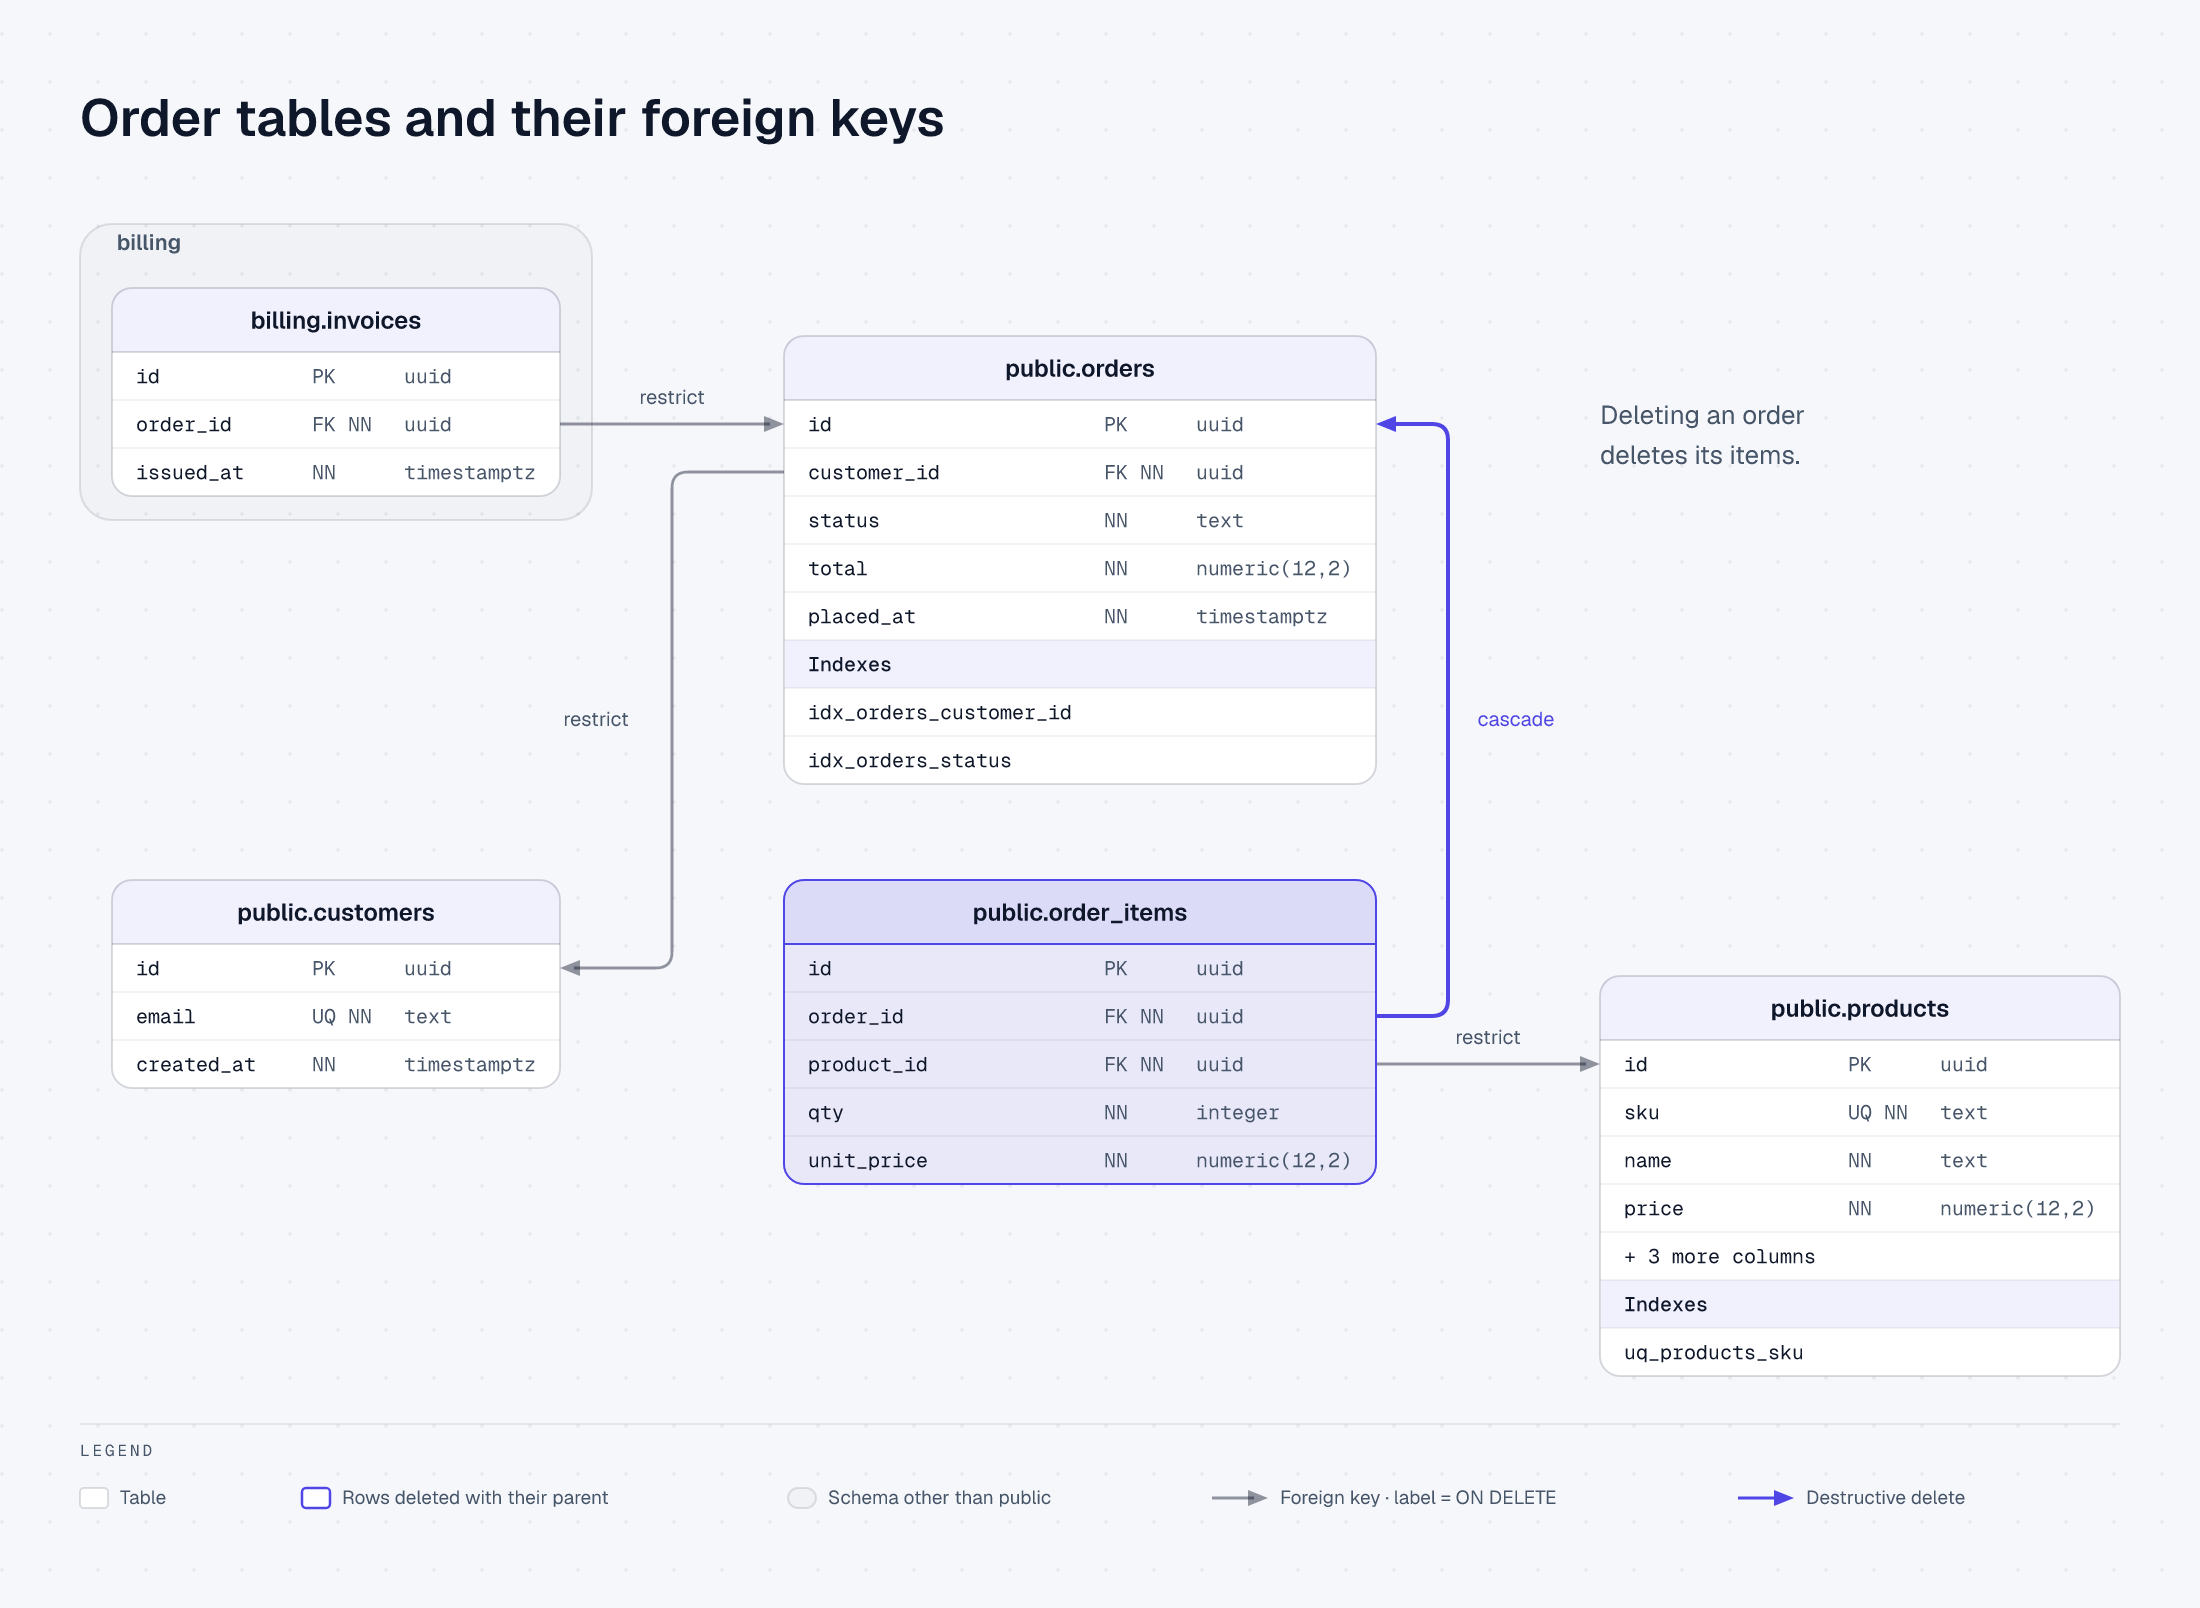 Order tables and their foreign keys
billing
billing.invoices
id PK uuid
order_id FK NN uuid
issued_at NN timestamptz
restrict
public.orders
id PK uuid
customer_id FK NN uuid
status NN text
total NN numeric(12,2)
placed_at NN timestamptz
Indexes
idx_orders_customer_id
idx_orders_status
Deleting an order
deletes its items.
restrict
cascade
public.customers
id PK uuid
email UQ NN text
created_at NN timestamptz
public.order_items
id PK uuid
order_id FK NN uuid
product_id FK NN uuid
qty NN integer
unit_price NN numeric(12,2)
restrict
public.products
id PK uuid
sku UQ NN text
name NN text
price NN numeric(12,2)
+ 3 more columns
Indexes
uq_products_sku
LEGEND
Table
Rows deleted with their parent
Schema other than public
Foreign key · label = ON DELETE
Destructive delete